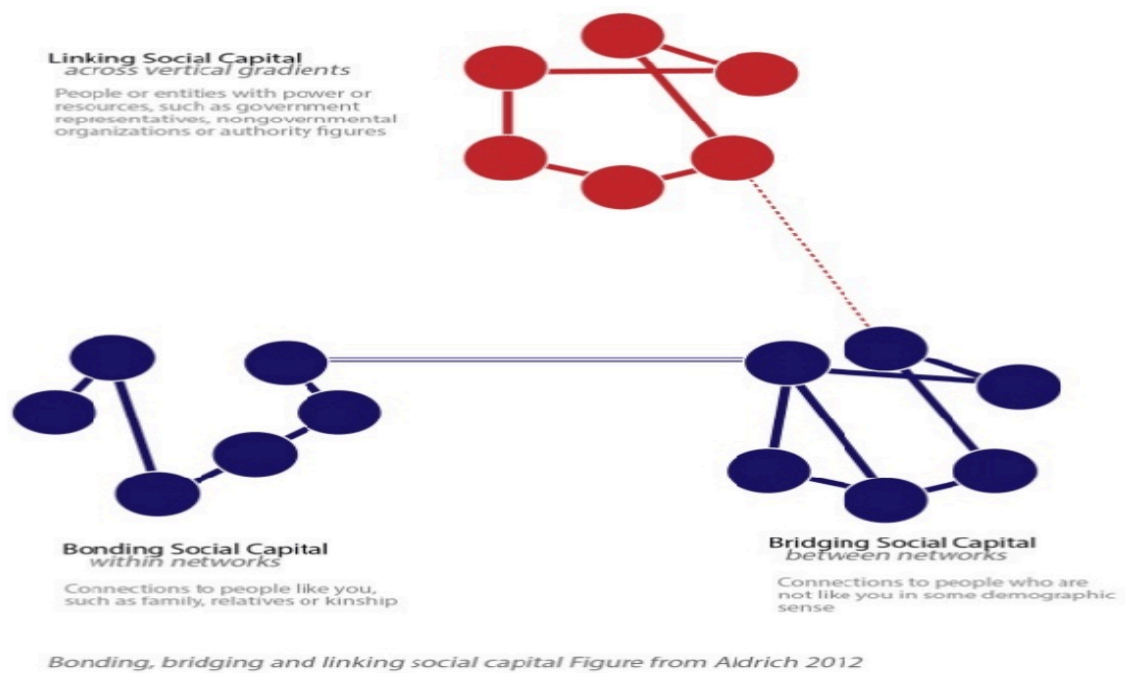 Linking Social Capital
across vertical gradients
People or entities with power or
resources, such as government
representatives, nongovernmental
organizations or authority figures
Bonding Social Capital
within networks
Connections to people like you,
such as family, relatives or kinship
Bridging Social Capital
between networks
Connections to people who are
not like you in some demographic
sense
Bonding, bridging and linking social capital Figure from Aldrich 2012